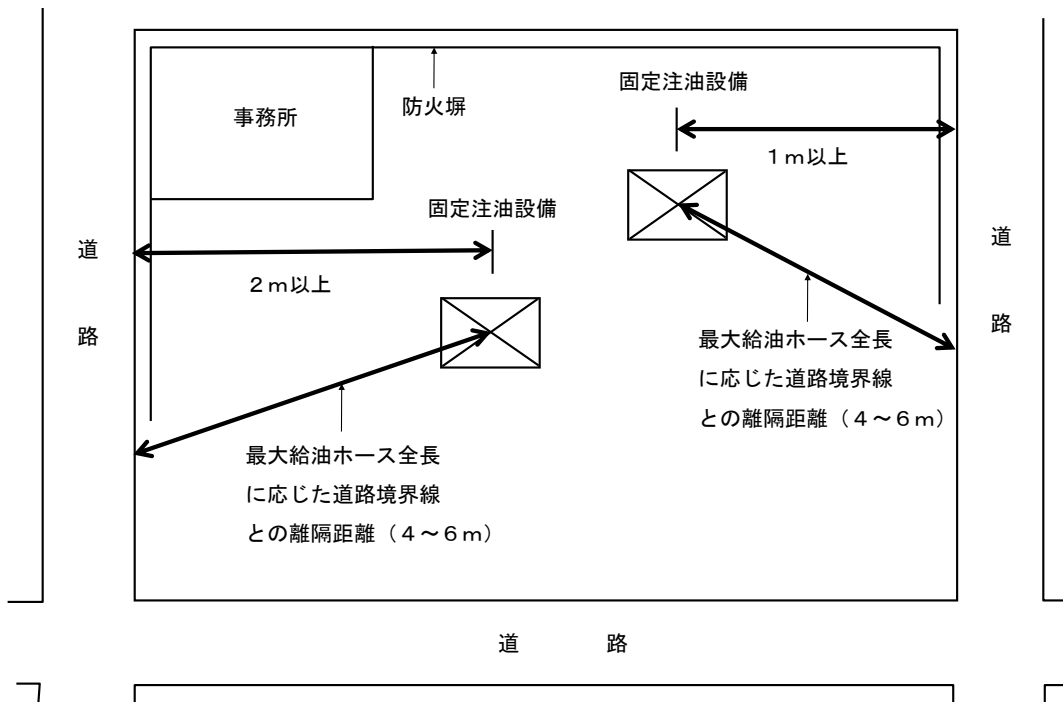 固定注油設備
事務所
防火塀
1m以上
固定注油設備
道
路
2m以上
道
路
最大給油ホース全長
に応じた道路境界線
との離隔距離(4~6m)
最大給油ホース全長
に応じた道路境界線
との離隔距離(4~6m)
道 路